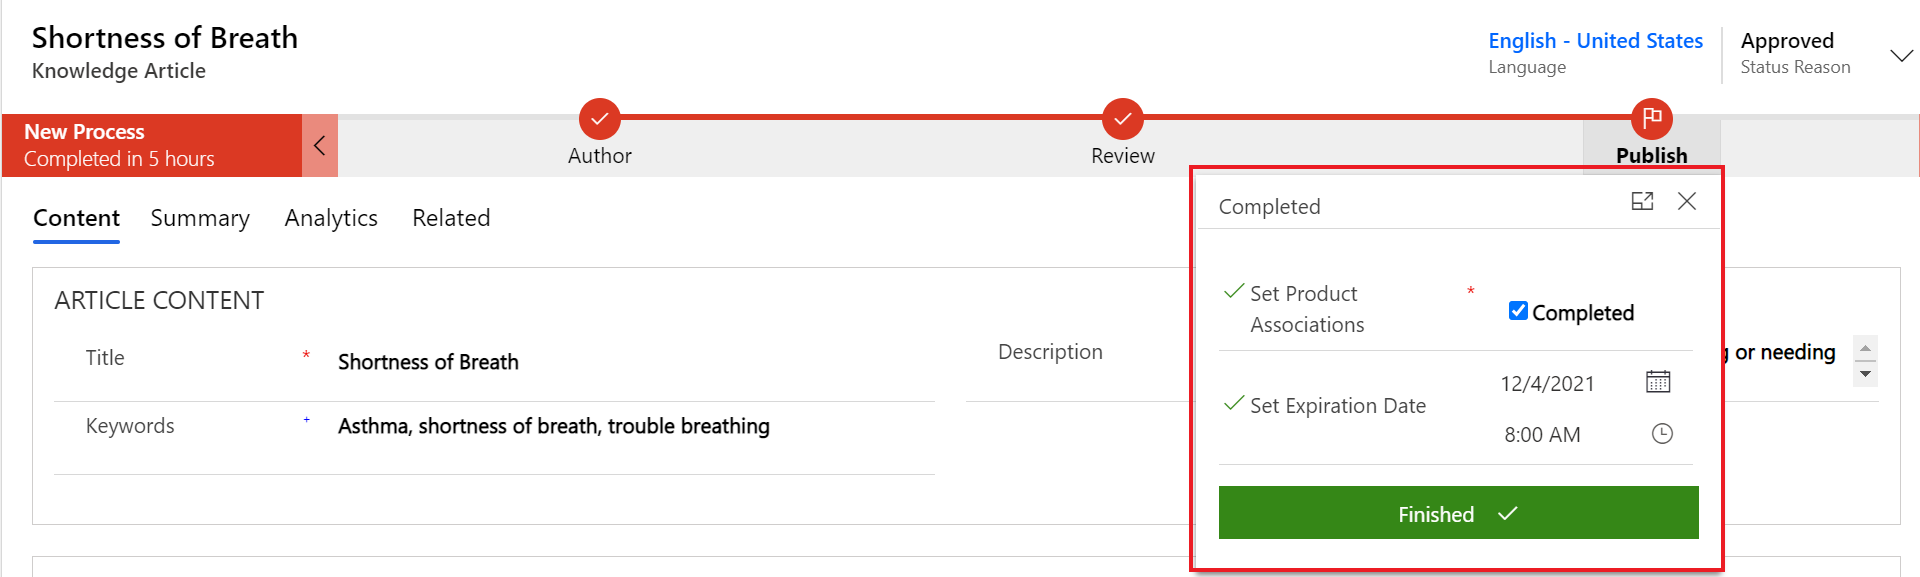 Shortness of Breath
Knowledge Article
English - United States
Language
Approved
Status Reason
New Process
Completed in 5 hours
Author
Review
Publish
Content
Summary
Analytics
Related
Completed
ARTICLE CONTENT
Title
*
Shortness of Breath
Description
or needing
Keywords
+
Asthma, shortness of breath, trouble breathing
Set Product
Associations
*
Completed
Set Expiration Date
12/4/2021
8:00 AM
Finished